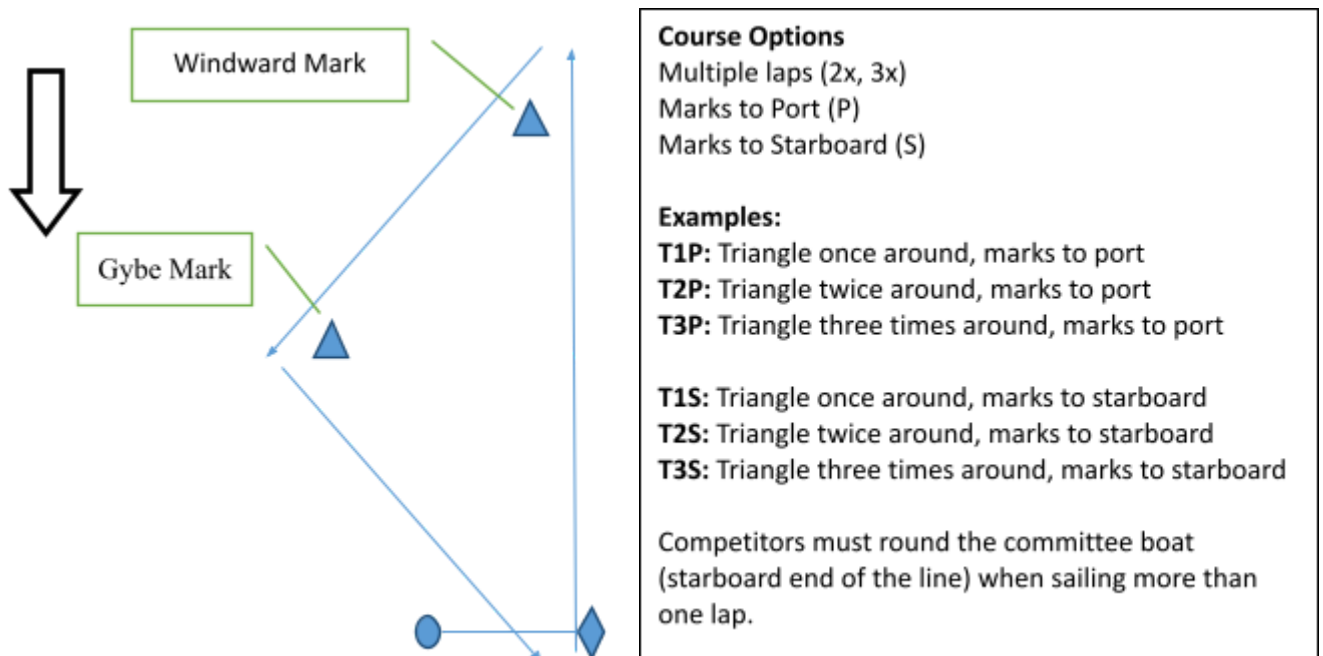 Windward Mark
Gybe Mark
Course Options
Multiple laps (2x, 3x)
Marks to Port (P)
Marks to Starboard (S)
Examples:
T1P: Triangle once around, marks to port
T2P: Triangle twice around, marks to port
T3P: Triangle three times around, marks to port
T1S: Triangle once around, marks to starboard
T2S: Triangle twice around, marks to starboard
T3S: Triangle three times around, marks to starboard
Competitors must round the committee boat
(starboard end of the line) when sailing more than
one lap.